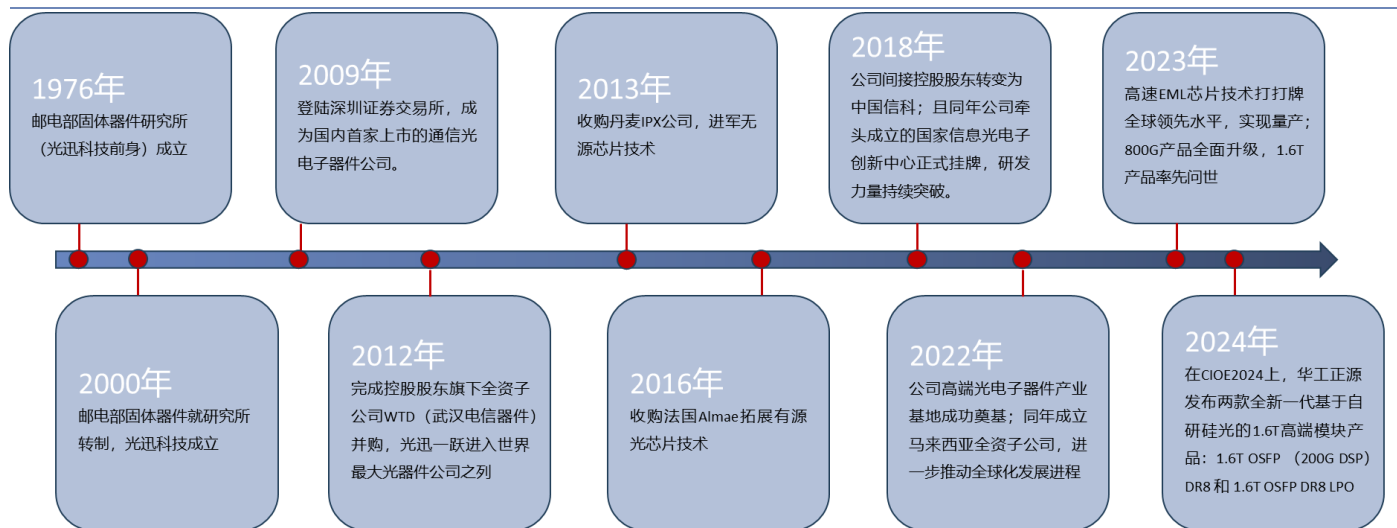 1976年
邮电部固体器件研究所
（光迅科技前身）成立
2000年
邮电部固体器件就研究所
转制，光迅科技成立
2009年
登陆深圳证券交易所，成
为国内首家上市的通信光
电子器件公司。
2012年
完成控股股东旗下全资子
公司WTD（武汉电信器件）
并购，光迅一跃进入世界
最大光器件公司之列
2013年
收购丹麦IPX公司，进军无
源芯片技术
2016年
收购法国Almae拓展有源
光芯片技术
2018年
公司间接控股股东转变为
中国信科；且同年公司牵
头成立的国家信息光电子
创新中心正式挂牌，研发
力量持续突破。
2022年
公司高端光电子器件产业
基地成功奠基；同年成立
马来西亚全资子公司，进
一步推动全球化发展进程
2023年
高速EML芯片技术打打牌
全球领先水平，实现量产；
800G产品全面升级，1.6T
产品率先问世
2024年
在CIOE2024上，华工正源
发布两款全新一代基于自
研硅光的1.6T高端模块产
品：1.6T OSFP （200G DSP）
DR8 和 1.6T OSFP DR8 LPO